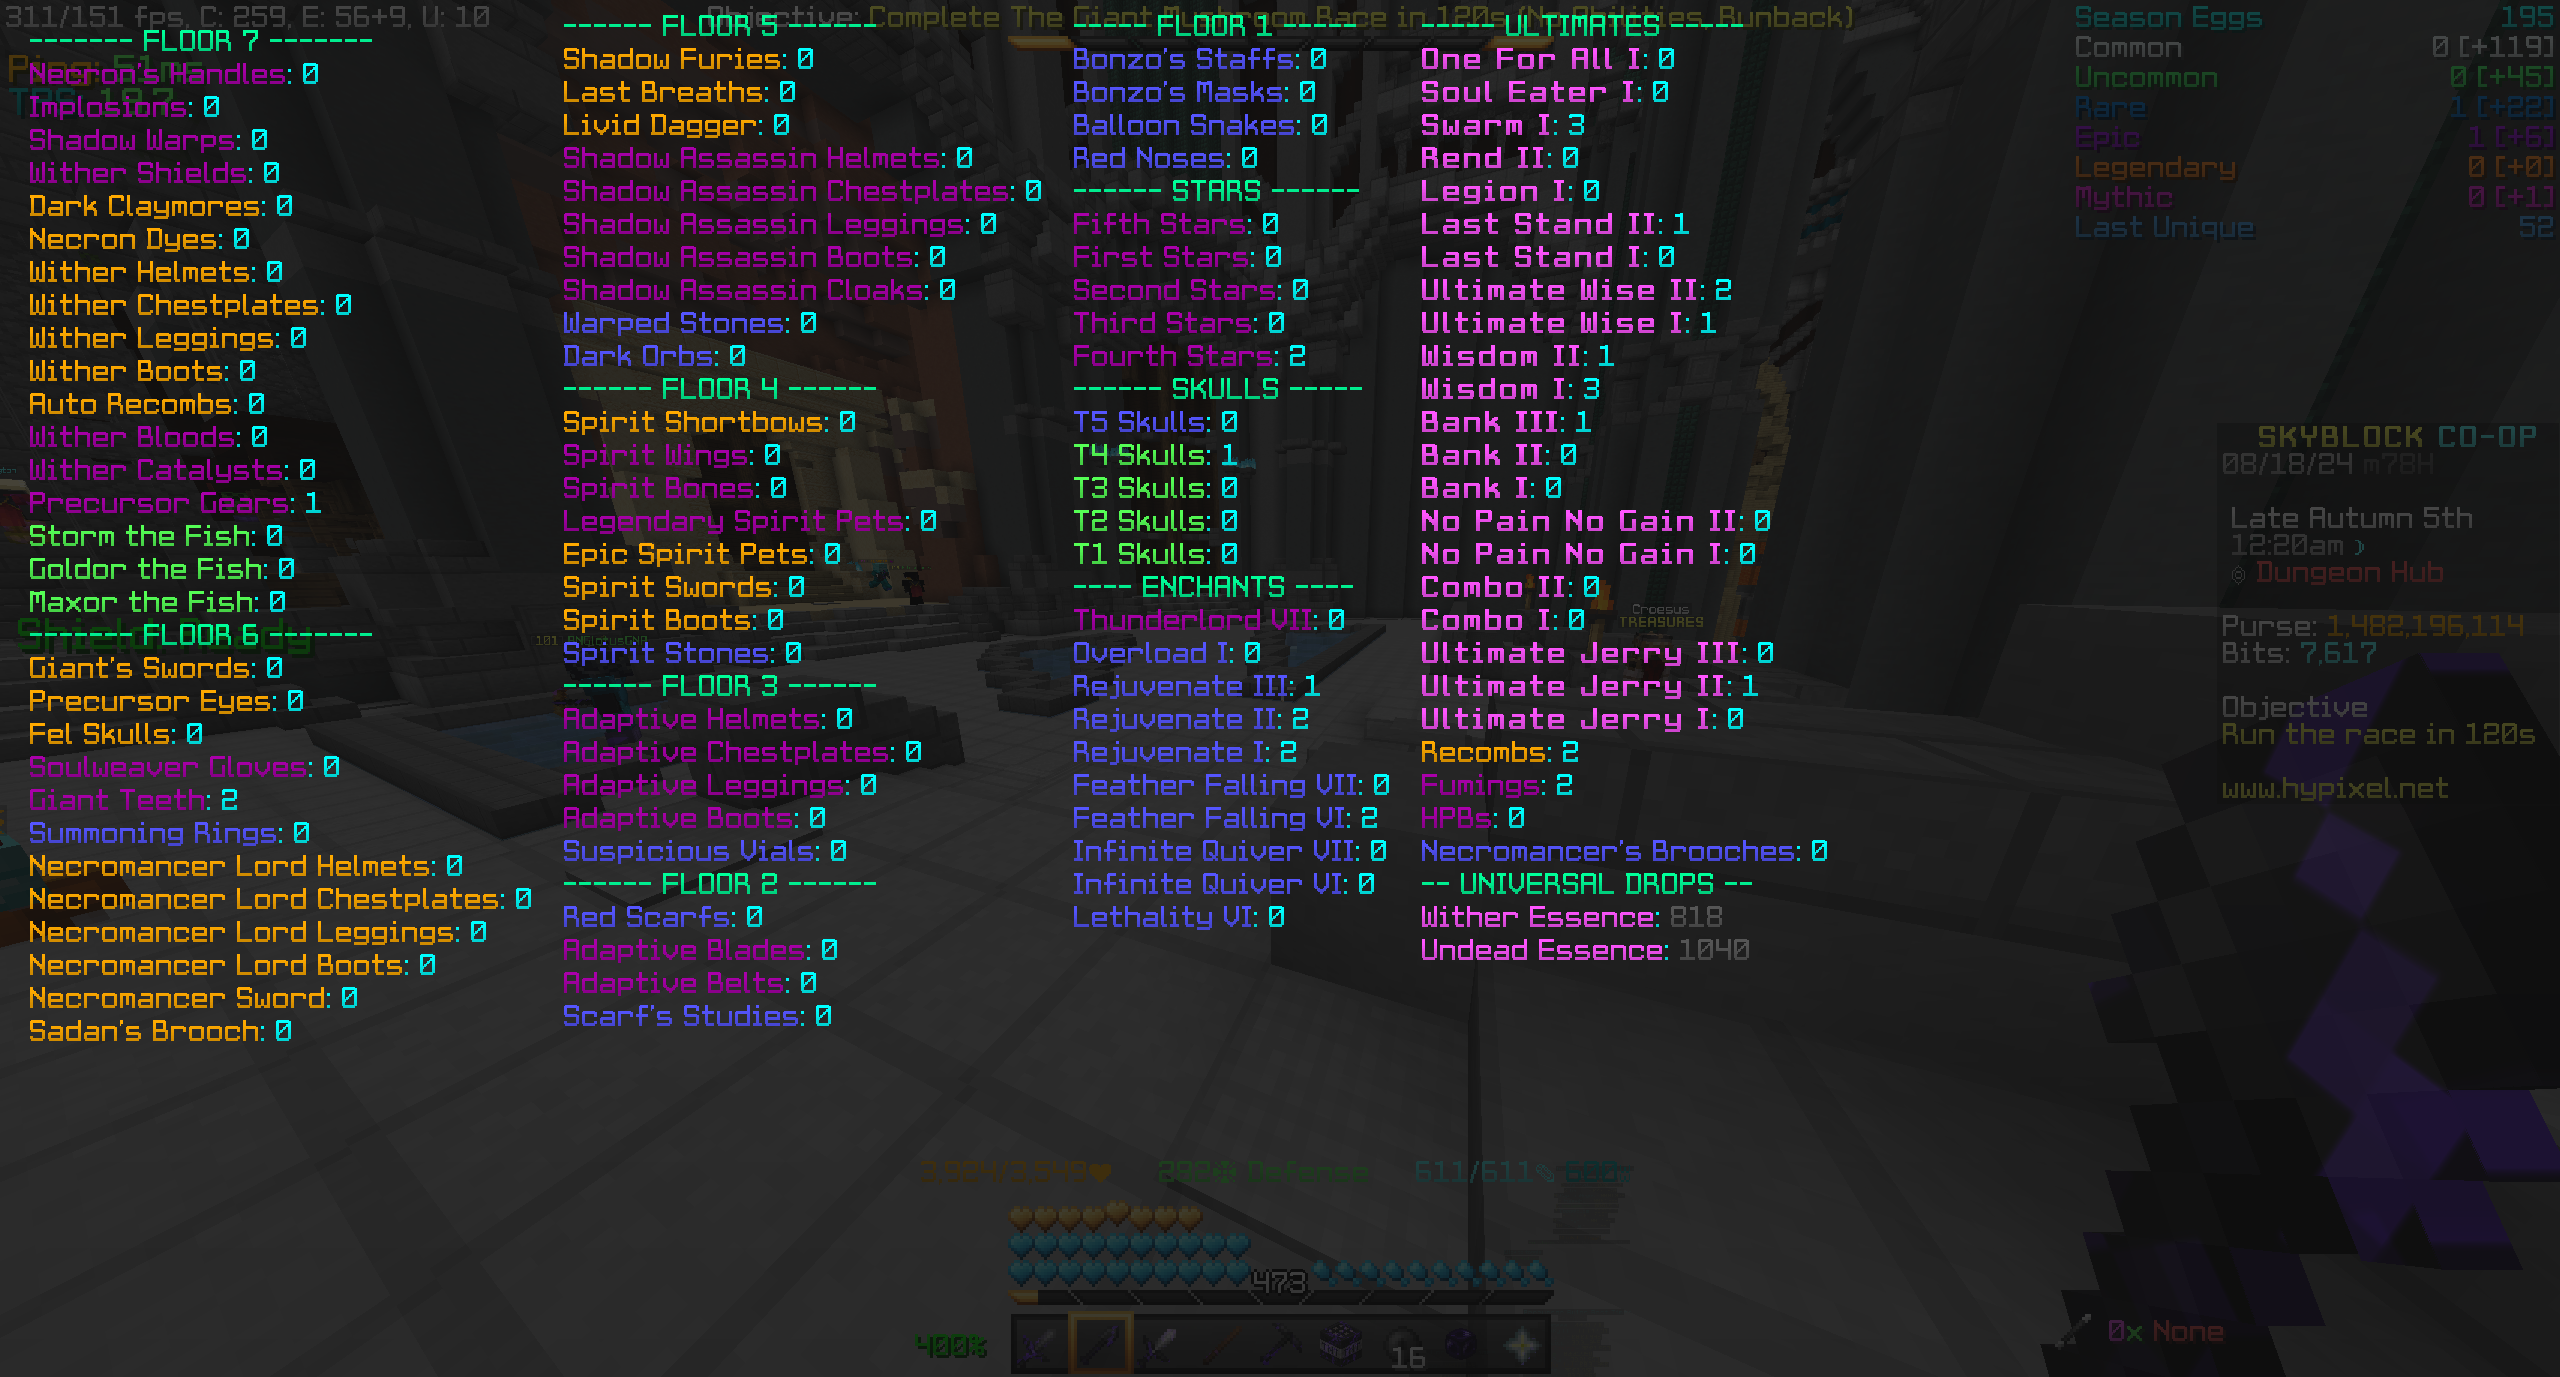 311/151 fps, C: 259, E: 56+9, U: 10
Objective: Complete The Giant Mushroom Race in 120s (No Abilities, Runback)
Ping: 51ms
------- FLOOR 7 -------
Necron's Handles: 0
Implosions: 0
Shadow Warps: 0
Wither Shields: 0
Dark Claymores: 0
Necron Dyes: 0
Wither Helmets: 0
Wither Chestplates: 0
Wither Leggings: 0
Wither Boots: 0
Auto Recombs: 0
Wither Bloods: 0
Wither Catalysts: 0
Precursor Gears: 1
Storm the Fish: 0
Goldor the Fish: 0
Maxor the Fish: 0
------- FLOOR 6 -------
Giant's Swords: 0
Precursor Eyes: 0
Fel Skulls: 0
Soulweaver Gloves: 0
Giant Teeth: 2
Summoning Rings: 0
Necromancer Lord Helmets: 0
Necromancer Lord Chestplates: 0
Necromancer Lord Leggings: 0
Necromancer Lord Boots: 0
Necromancer Sword: 0
Sadan's Brooch: 0
------ FLOOR 5 ------
Shadow Furies: 0
Last Breaths: 0
Livid Dagger: 0
Shadow Assassin Helmets: 0
Shadow Assassin Chestplates: 0
Shadow Assassin Leggings: 0
Shadow Assassin Boots: 0
Shadow Assassin Cloaks: 0
Warped Stones: 0
Dark Orbs: 0
------ FLOOR 4 ------
Spirit Shortbows: 0
Spirit Wings: 0
Spirit Bones: 0
Legendary Spirit Pets: 0
Epic Spirit Pets: 0
Spirit Swords: 0
Spirit Boots: 0
Spirit Stones: 0
------ FLOOR 3 ------
Adaptive Helmets: 0
Adaptive Chestplates: 0
Adaptive Leggings: 0
Adaptive Boots: 0
Suspicious Vials: 0
------ FLOOR 2 ------
Red Scarfs: 0
Adaptive Blades: 0
Adaptive Belts: 0
Scarf's Studies: 0
----- FLOOR 1 -----
Bonzo's Staffs: 0
Bonzo's Masks: 0
Balloon Snakes: 0
Red Noses: 0
------ STARS ------
Fifth Stars: 0
First Stars: 0
Second Stars: 0
Third Stars: 0
Fourth Stars: 2
------ SKULLS -----
T5 Skulls: 0
T4 Skulls: 1
T3 Skulls: 0
T2 Skulls: 0
T1 Skulls: 0
---- ENCHANTS ----
Thunderlord VII: 0
Overload I: 0
Rejuvenate III: 1
Rejuvenate II: 2
Rejuvenate I: 2
Feather Falling VII: 0
Feather Falling VI: 2
Infinite Quiver VII: 0
Infinite Quiver VI: 0
Lethality VI: 0
----- ULTIMATES -----
One For All I: 0
Soul Eater I: 0
Swarm I: 3
Rend II: 0
Legion I: 0
Last Stand II: 1
Last Stand I: 0
Ultimate Wise II: 2
Ultimate Wise I: 1
Wisdom II: 1
Wisdom I: 3
Bank III: 1
Bank II: 0
Bank I: 0
No Pain No Gain II: 0
No Pain No Gain I: 0
Combo II: 0
Combo I: 0
Ultimate Jerry III: 0
Ultimate Jerry II: 1
Ultimate Jerry I: 0
Recombs: 2
Fumings: 2
HPBs: 0
Necromancer's Brooches: 0
-- UNIVERSAL DROPS --
Wither Essence: 818
Undead Essence: 1040
Croesus
TREASURES
Season Eggs 195
Common 0 [+119]
Uncommon 0 [+45]
Rare 1 [+22]
Epic 1 [+6]
Legendary 0 [+0]
Mythic 0 [+1]
Last Unique 52
SKYBLOCK CO-OP
08/18/24 m78H
Late Autumn 5th
12:20am
Dungeon Hub
Purse: 1,482,196,114
Bits: 7,617
Objective
Run the race in 120s
www.hypixel.net
Defense 611/611
473
400%
16
0x None